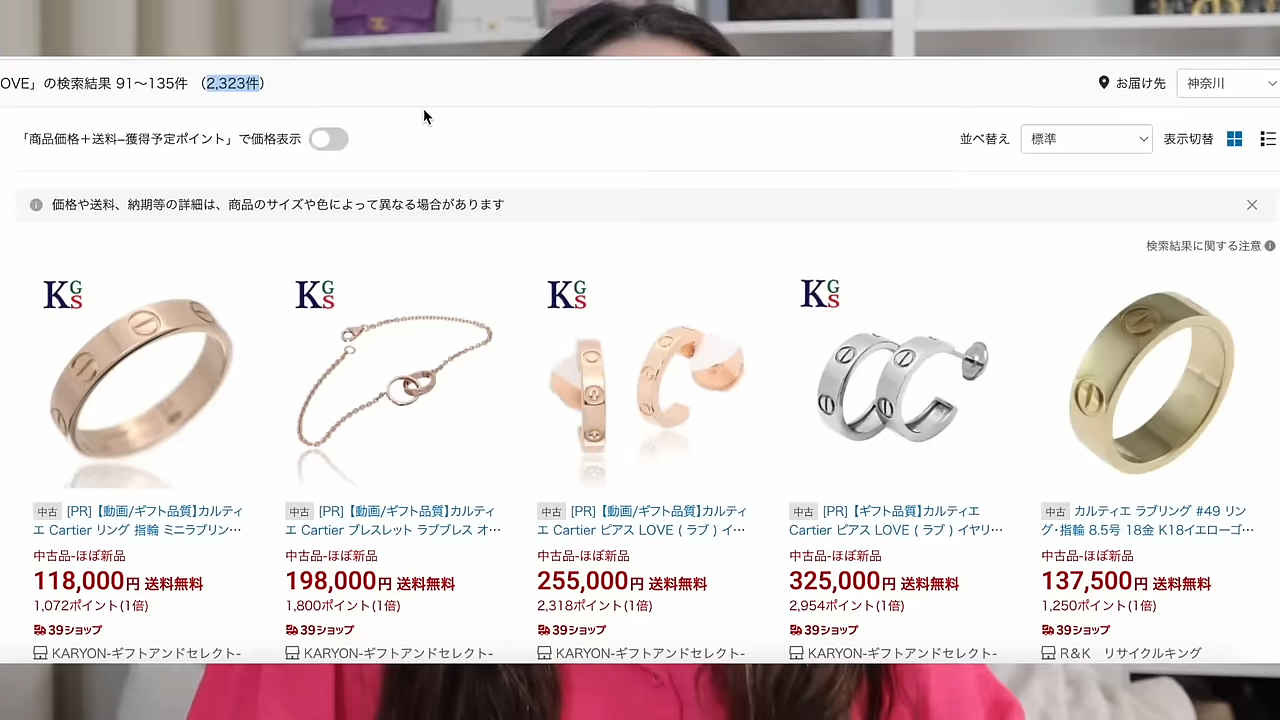 OVE」の検索結果 91〜135件 （2,323件）
お届け先
神奈川
「商品価格＋送料−獲得予定ポイント」で価格表示
並べ替え
標準
表示切替
価格や送料、納期等の詳細は、商品のサイズや色によって異なる場合があります
検索結果に関する注意
KGS
KGS
KGS
KGS
中古 [PR]【動画/ギフト品質】カルティ
エ Cartier リング 指輪 ミニラブリン…
中古品-ほぼ新品
118,000円 送料無料
1,072ポイント(1倍)
39ショップ
KARYON-ギフトアンドセレクト-
中古 [PR]【動画/ギフト品質】カルティ
エ Cartier ブレスレット ラブブレス オ…
中古品-ほぼ新品
198,000円 送料無料
1,800ポイント(1倍)
39ショップ
KARYON-ギフトアンドセレクト-
中古 [PR]【動画/ギフト品質】カルティ
エ Cartier ピアス LOVE ( ラブ ) イ…
中古品-ほぼ新品
255,000円 送料無料
2,318ポイント(1倍)
39ショップ
KARYON-ギフトアンドセレクト-
中古 [PR]【ギフト品質】カルティエ
Cartier ピアス LOVE ( ラブ ) イヤリ…
中古品-ほぼ新品
325,000円 送料無料
2,954ポイント(1倍)
39ショップ
KARYON-ギフトアンドセレクト-
中古 カルティエ ラブリング #49 リン
グ・指輪 8.5号 18金 K18イエローゴ…
中古品-ほぼ新品
137,500円 送料無料
1,250ポイント(1倍)
39ショップ
R&K リサイクルキング